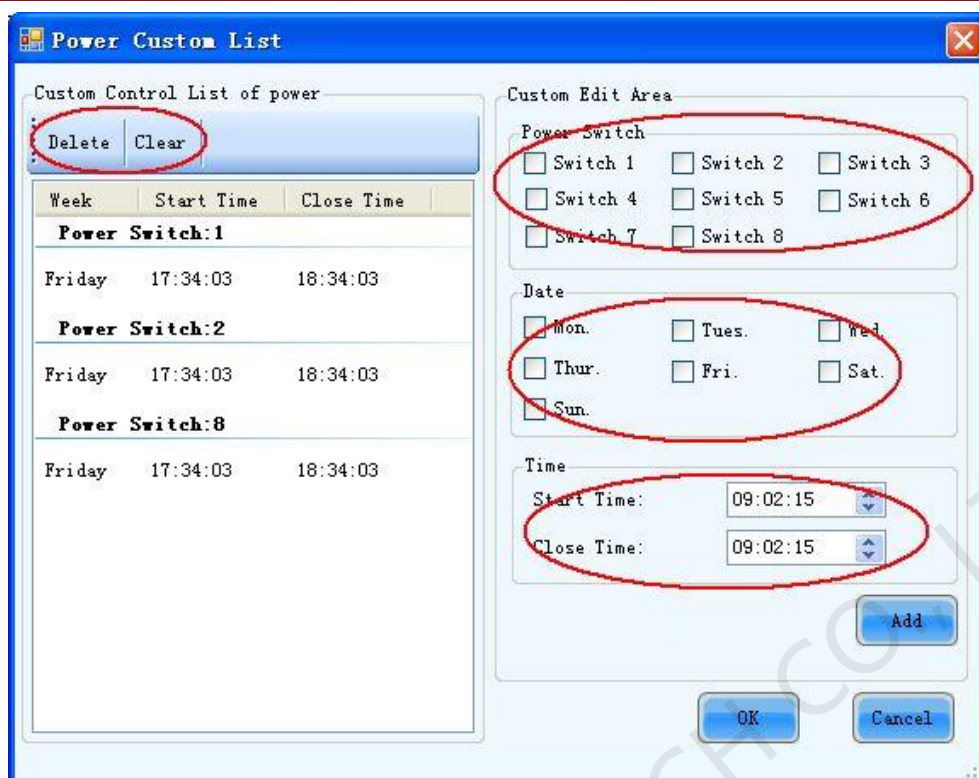 Power Custom List
Custom Control List of power
Delete Clear
Week Start Time Close Time
Power Switch:1
Friday 17:34:03 18:34:03
Power Switch:2
Friday 17:34:03 18:34:03
Power Switch:8
Friday 17:34:03 18:34:03
Custom Edit Area
Power Switch
Switch 1 Switch 2 Switch 3
Switch 4 Switch 5 Switch 6
Switch 7 Switch 8
Date
Mon. Tues. Wed.
Thur. Fri. Sat.
Sun.
Time
Start Time: 09:02:15
Close Time: 09:02:15
Add
OK Cancel
CH CO.,